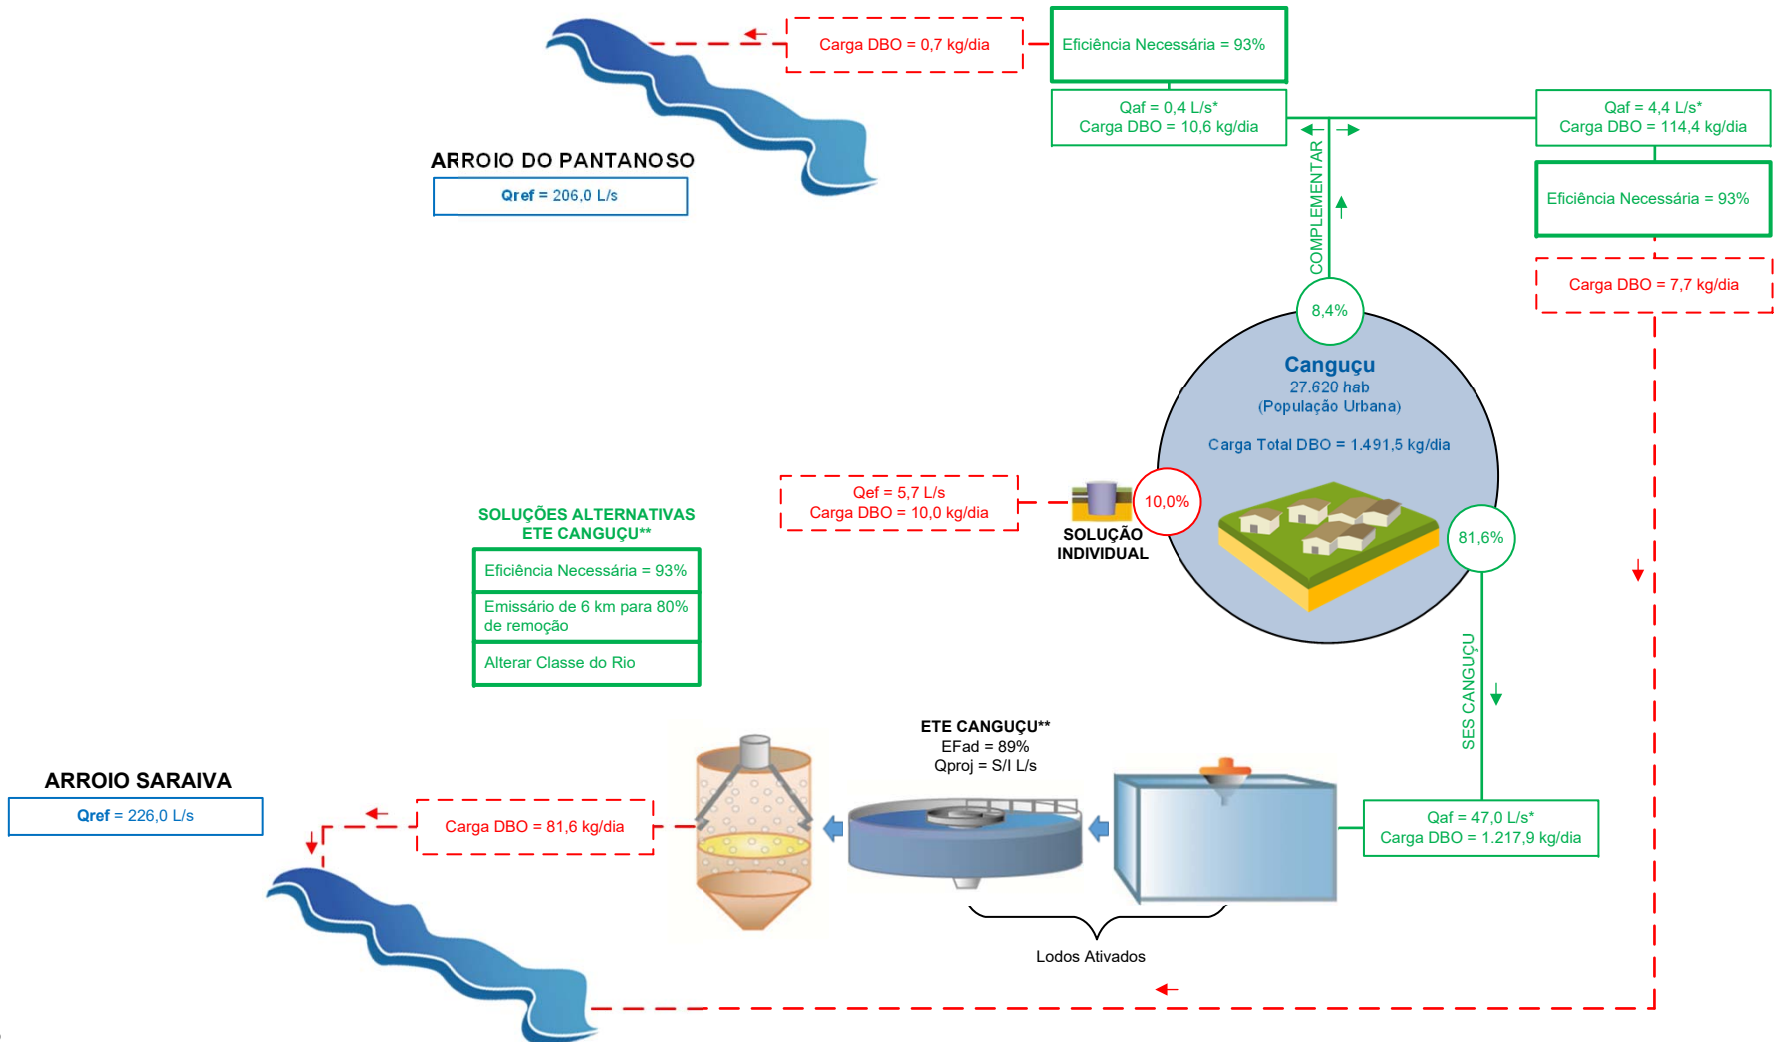 Carga DBO = 0,7 kg/dia
Eficiência Necessária = 93%
Qaf = 0,4 L/s*
Carga DBO = 10,6 kg/dia
Qaf = 4,4 L/s*
Carga DBO = 114,4 kg/dia
Eficiência Necessária = 93%
Carga DBO = 7,7 kg/dia
ARROIO DO PANTANOSO
Qref = 206,0 L/s
COMPLEMENTAR
8,4%
Canguçu
27.620 hab
(População Urbana)
Carga Total DBO = 1.491,5 kg/dia
Qef = 5,7 L/s
Carga DBO = 10,0 kg/dia
10,0%
SOLUÇÃO
INDIVIDUAL
81,6%
SOLUÇÕES ALTERNATIVAS
ETE CANGUÇU**
Eficiência Necessária = 93%
Emissário de 6 km para 80%
de remoção
Alterar Classe do Rio
SES CANGUÇU
ETE CANGUÇU**
EFad = 89%
Qproj = S/I L/s
ARROIO SARAIVA
Qref = 226,0 L/s
Carga DBO = 81,6 kg/dia
Qaf = 47,0 L/s*
Carga DBO = 1.217,9 kg/dia
Lodos Ativados